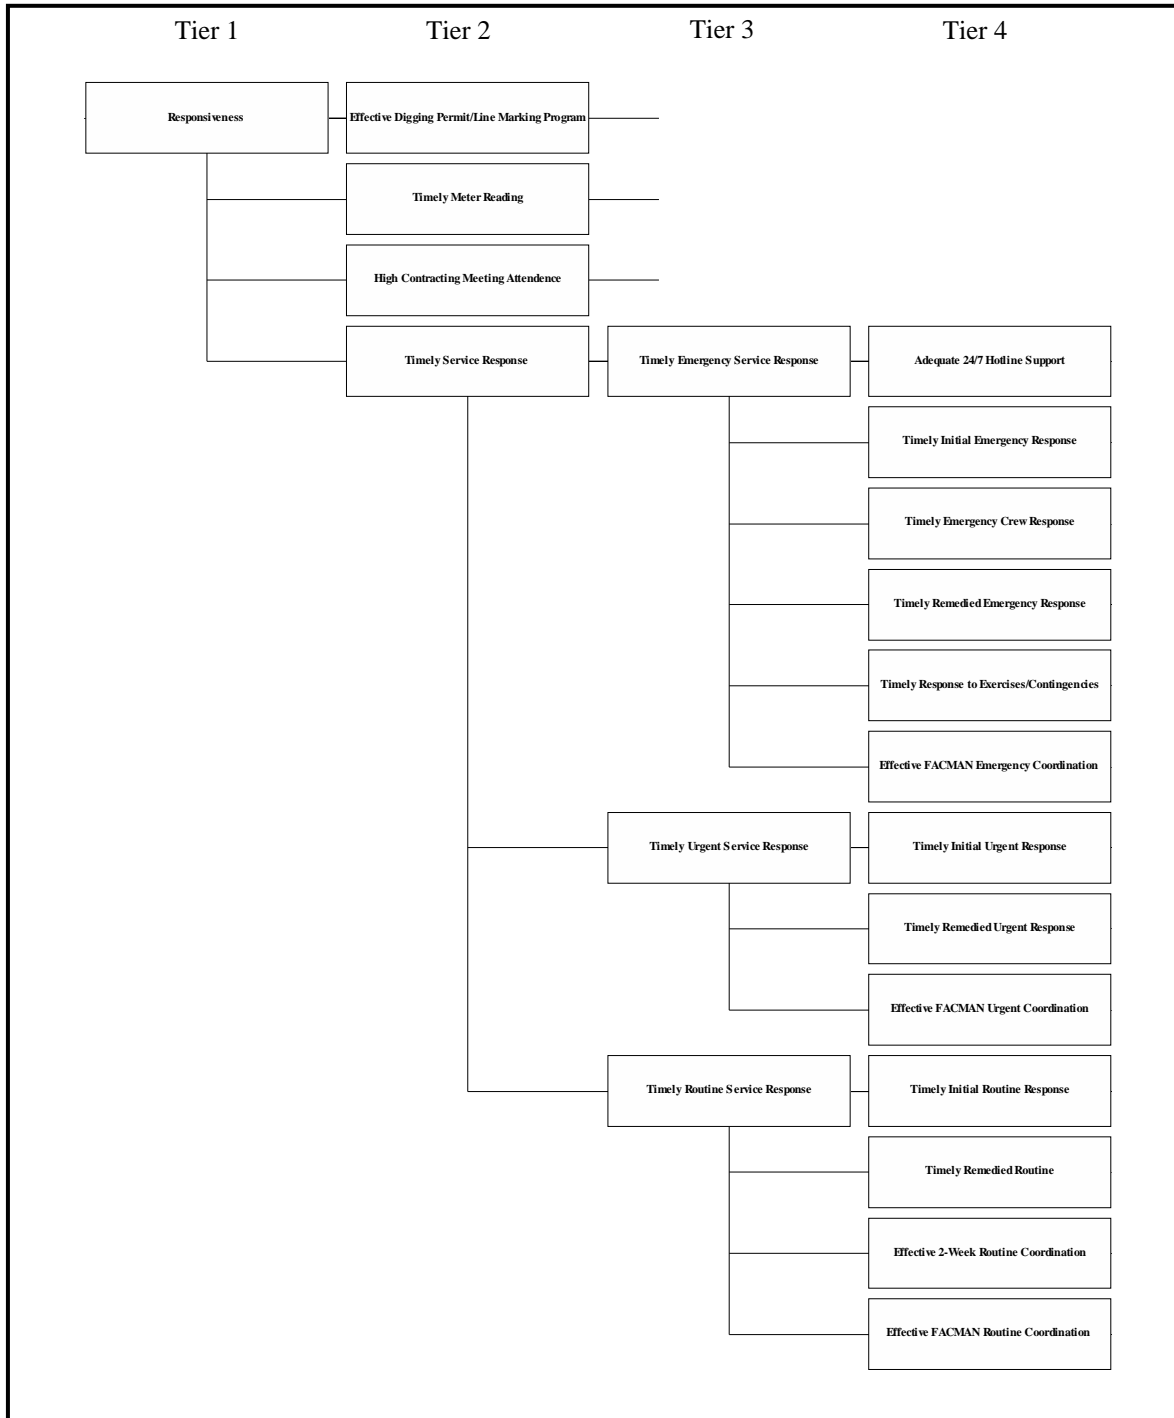 Tier 1 Tier 2 Tier 3 Tier 4
Responsiveness
Effective Digging Permit/Line Marking Program
Timely Meter Reading
High Contracting Meeting Attendence
Timely Service Response
Timely Emergency Service Response
Adequate 24/7 Hotline Support
Timely Initial Emergency Response
Timely Emergency Crew Response
Timely Remedied Emergency Response
Timely Response to Exercises/Contingencies
Effective FACMAN Emergency Coordination
Timely Urgent Service Response
Timely Initial Urgent Response
Timely Remedied Urgent Response
Effective FACMAN Urgent Coordination
Timely Routine Service Response
Timely Initial Routine Response
Timely Remedied Routine
Effective 2-Week Routine Coordination
Effective FACMAN Routine Coordination